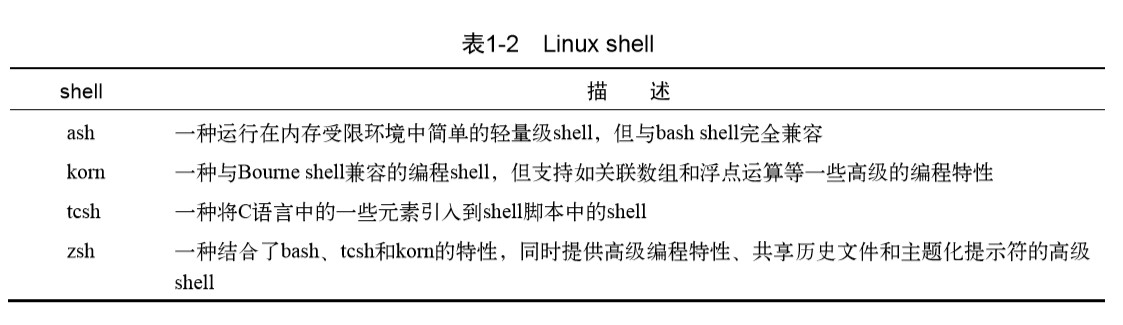 表1-2 Linux shell
shell 描 述
ash 一种运行在内存受限环境中简单的轻量级shell，但与bash shell完全兼容
korn 一种与Bourne shell兼容的编程shell，但支持如关联数组和浮点运算等一些高级的编程特性
tcsh 一种将C语言中的一些元素引入到shell脚本中的shell
zsh 一种结合了bash、tcsh和korn的特性，同时提供高级编程特性、共享历史文件和主题化提示符的高级
shell